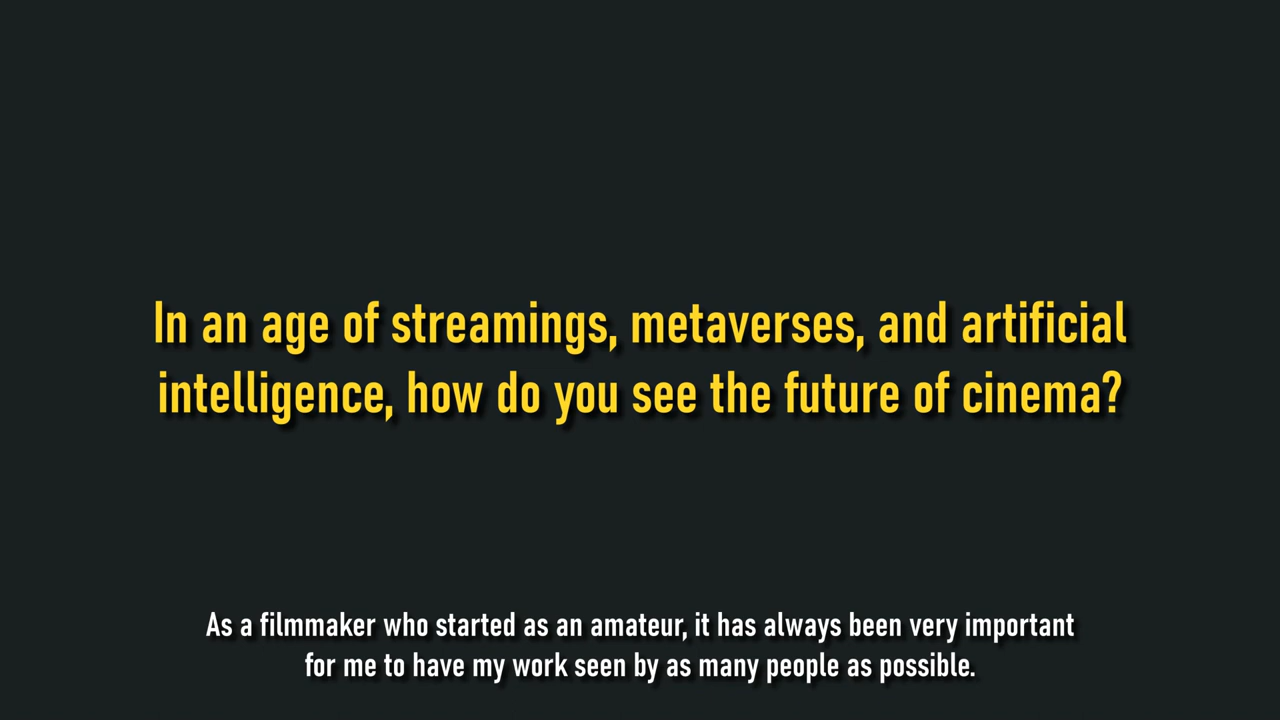 In an age of streamings, metaverses, and artificial
intelligence, how do you see the future of cinema?
As a filmmaker who started as an amateur, it has always been very important
for me to have my work seen by as many people as possible.